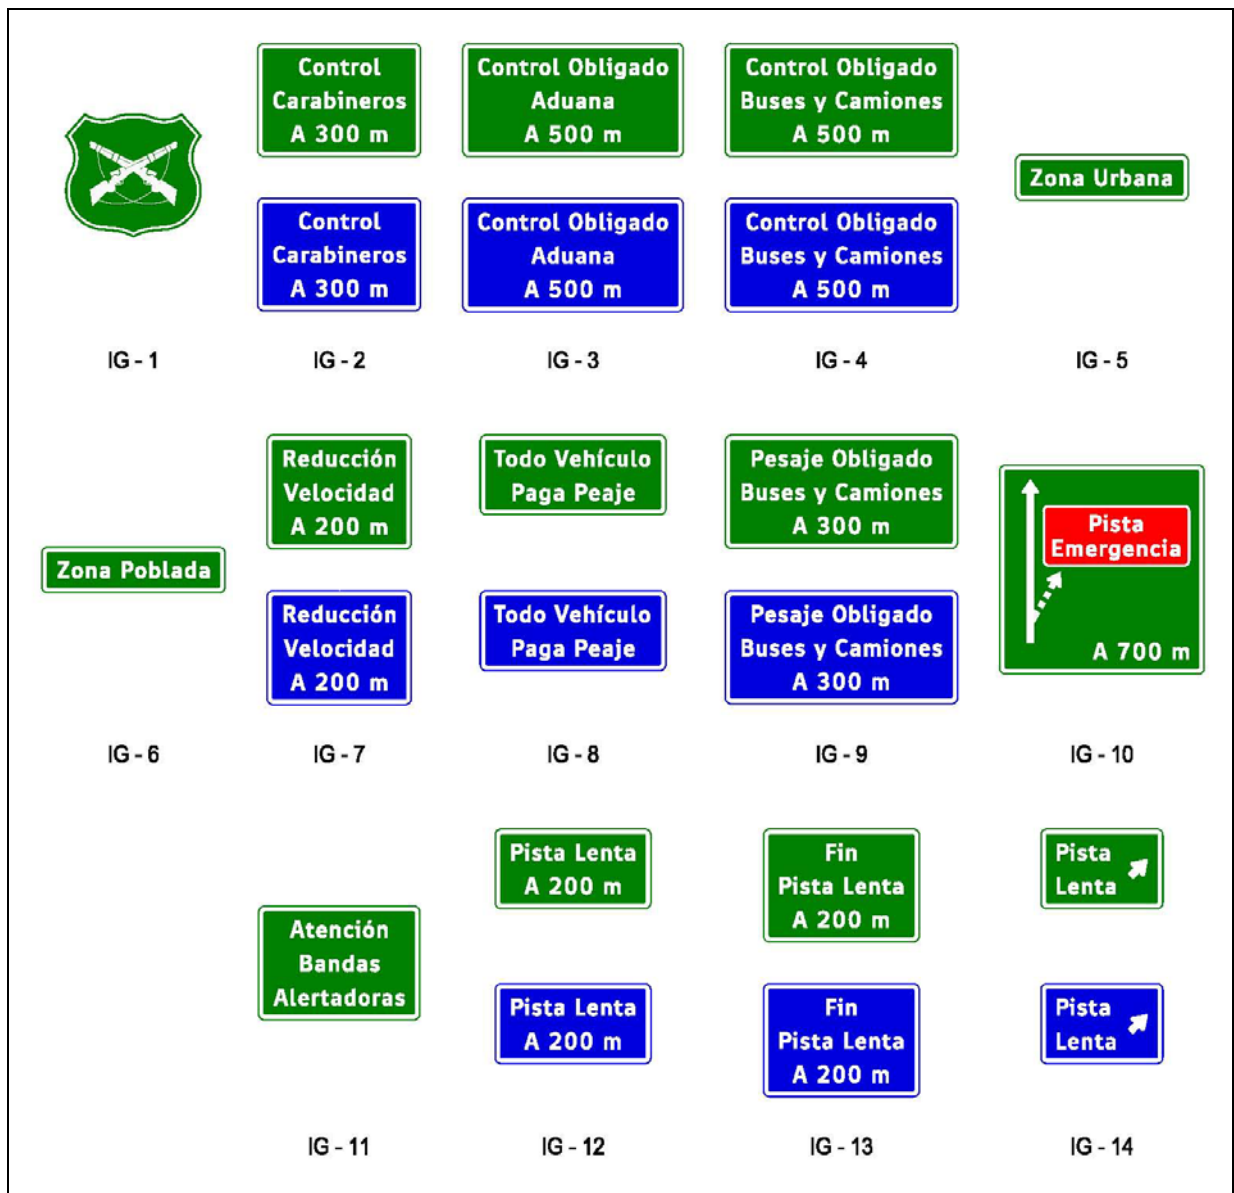 Control
Carabineros
A 300 m
Control Obligado
Aduana
A 500 m
Control Obligado
Buses y Camiones
A 500 m
Zona Urbana
Control
Carabineros
A 300 m
Control Obligado
Aduana
A 500 m
Control Obligado
Buses y Camiones
A 500 m
IG - 1
IG - 2
IG - 3
IG - 4
IG - 5
Reducción
Velocidad
A 200 m
Todo Vehículo
Paga Peaje
Pesaje Obligado
Buses y Camiones
A 300 m
Pista
Emergencia
A 700 m
Zona Poblada
Reducción
Velocidad
A 200 m
Todo Vehículo
Paga Peaje
Pesaje Obligado
Buses y Camiones
A 300 m
IG - 6
IG - 7
IG - 8
IG - 9
IG - 10
Atención
Bandas
Alertadoras
Pista Lenta
A 200 m
Fin
Pista Lenta
A 200 m
Pista
Lenta
Pista Lenta
A 200 m
Fin
Pista Lenta
A 200 m
Pista
Lenta
IG - 11
IG - 12
IG - 13
IG - 14